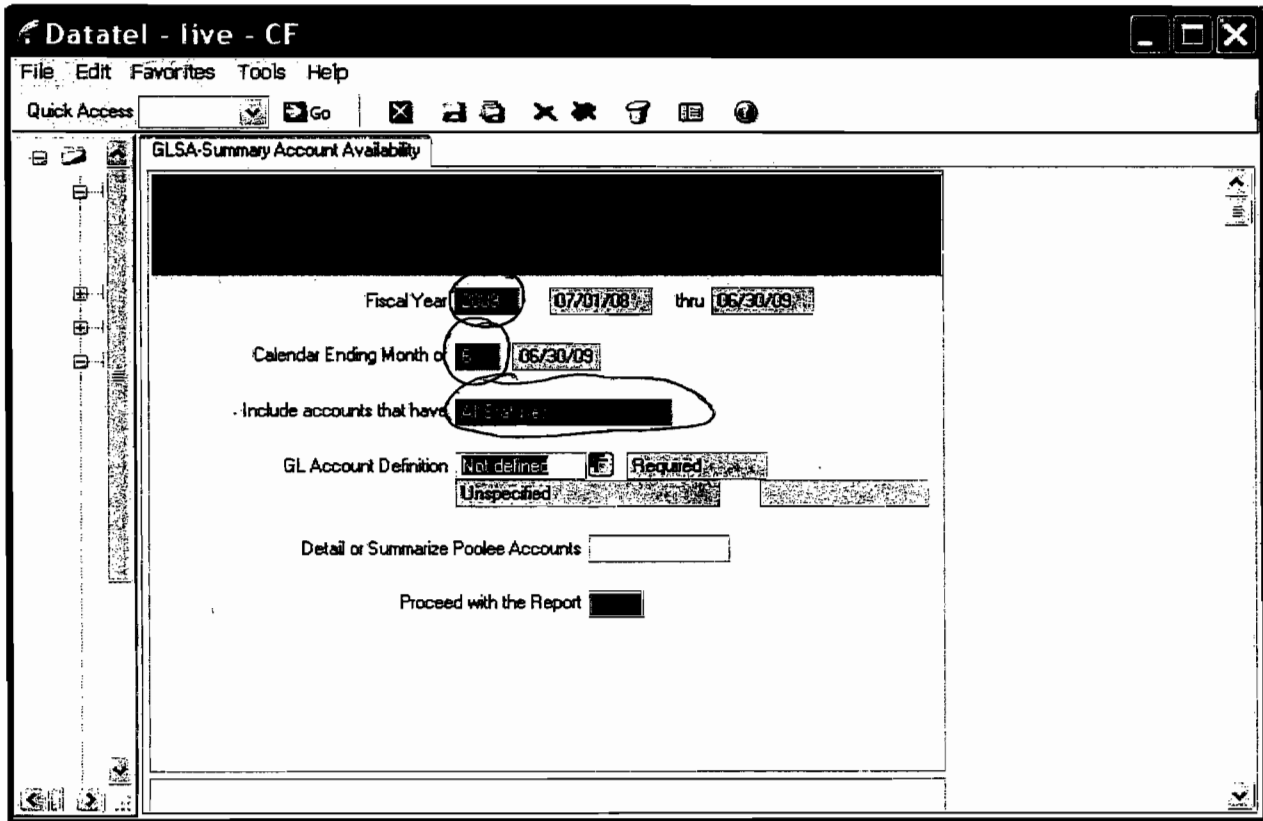 Datatel - live - CF
File Edit Favorites Tools Help
Quick Access Go
GLSA-Summary Account Availability
Fiscal Year 2009 07/01/08 thru 06/30/09
Calendar Ending Month or 6 06/30/09
Include accounts that have
GL Account Definition Not defined Required
Unspecified
Detail or Summarize Poolee Accounts
Proceed with the Report